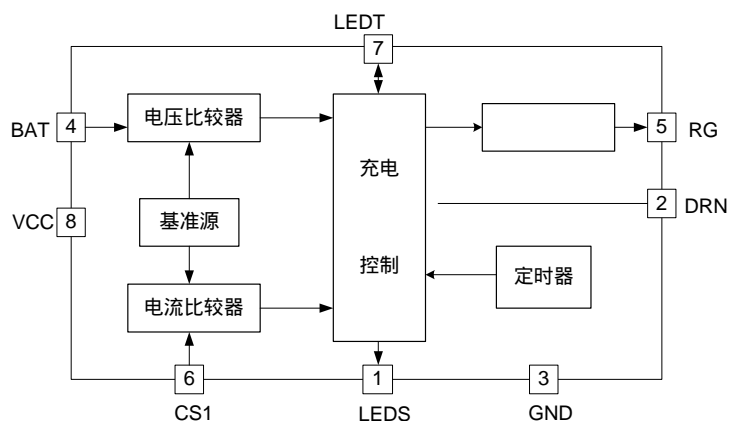 LEDT
7
电压比较器
BAT
4
5
RG
充电
2
DRN
VCC
8
基准源
控制
定时器
电流比较器
6
1
3
CS1
LEDS
GND